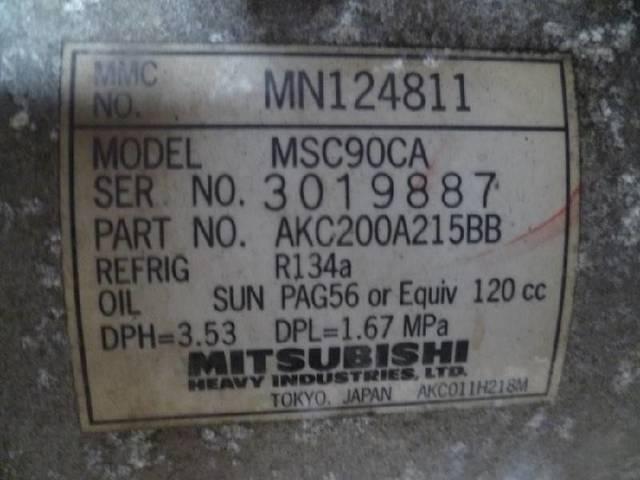 MMC
NO. MN124811
MODEL MSC90CA
SER NO. 3019887
PART NO. AKC200A215BB
REFRIG R134a
OIL SUN PAG56 or Equiv 120 cc
DPH=3.53 DPL=1.67 MPa
MITSUBISHI
HEAVY INDUSTRIES, LTD.
TOKYO, JAPAN AKC011H218M